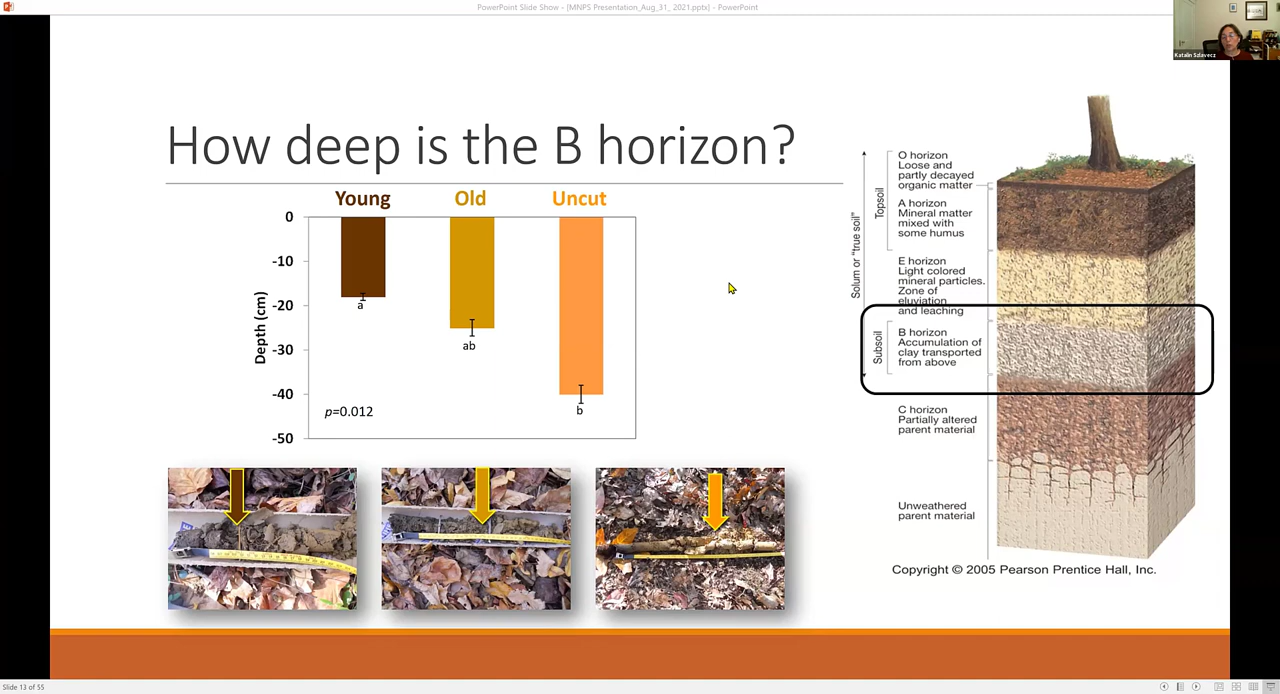 PowerPoint Slide Show - [MNPS Presentation_Aug_31, 2021.pptx] - PowerPoint
Katalin Szlavecz
How deep is the B horizon?
Young Old Uncut
0
-10
-20
-30
-40
-50
Depth (cm)
a
ab
b
p=0.012
Solum or "true soil"
Topsoil
O horizon
Loose and
partly decayed
organic matter
A horizon
Mineral matter
mixed with
some humus
E horizon
Light colored
mineral particles.
Zone of
eluviation
and leaching
Subsoil
B horizon
Accumulation of
clay transported
from above
C horizon
Partially altered
parent material
Unweathered
parent material
Copyright © 2005 Pearson Prentice Hall, Inc.
Slide 13 of 55